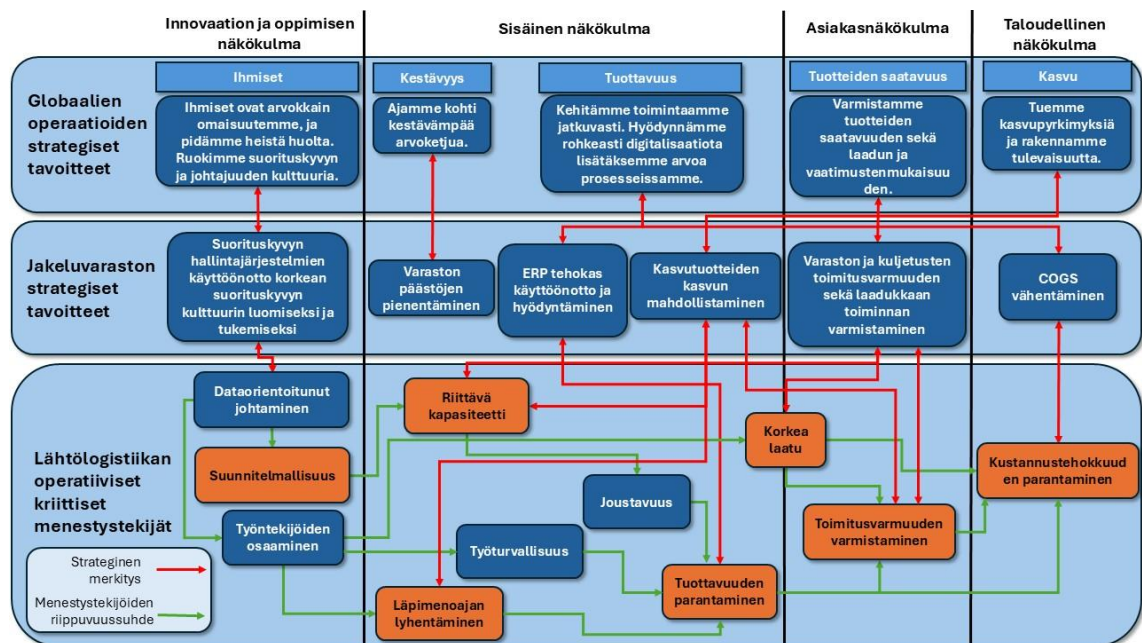 Innovaation ja oppimisen
näkökulma
Sisäinen näkökulma
Asiakasnäkökulma
Taloudellinen
näkökulma
Globaalien
operaatioiden
strategiset
tavoitteet
Ihmiset
Ihmiset ovat arvokkain
omaisuutemme, ja
pidämme heistä huolta.
Ruokimme suorituskyvyn
ja johtajuuden kulttuuria.
Kestävyys
Ajamme kohti
kestävämpää
arvoketjua.
Tuottavuus
Kehitämme toimintaamme
jatkuvasti. Hyödynnämme
rohkeasti digitalisaatiota
lisätäksemme arvoa
prosesseissamme.
Tuotteiden saatavuus
Varmistamme
tuotteiden
saatavuuden sekä
laadun ja
vaatimustenmukaisuu
den.
Kasvu
Tuemme
kasvupyrkimyksiä
ja rakennamme
tulevaisuutta.
Jakeluvaraston
strategiset
tavoitteet
Suorituskyvyn
hallintajärjestelmien
käyttöönotto korkean
suorituskyvyn
kulttuurin luomiseksi ja
tukemiseksi
Varaston
päästöjen
pienentäminen
ERP tehokas
käyttöönotto ja
hyödyntäminen
Kasvutuotteiden
kasvun
mahdollistaminen
Varaston ja kuljetusten
toimitusvarmuuden
sekä laadukkaan
toiminnan
varmistaminen
COGS
vähentäminen
Lähtölogistiikan
operatiiviset
kriittiset
menestystekijät
Dataorientoitunut
johtaminen
Suunnitelmallisuus
Työntekijöiden
osaaminen
Riittävä
kapasiteetti
Joustavuus
Työturvallisuus
Läpimenoajan
lyhentäminen
Tuottavuuden
parantaminen
Korkea
laatu
Toimitusvarmuuden
varmistaminen
Kustannustehokkuud
en parantaminen
Strateginen
merkitys
Menestystekijöiden
riippuvuussuhde